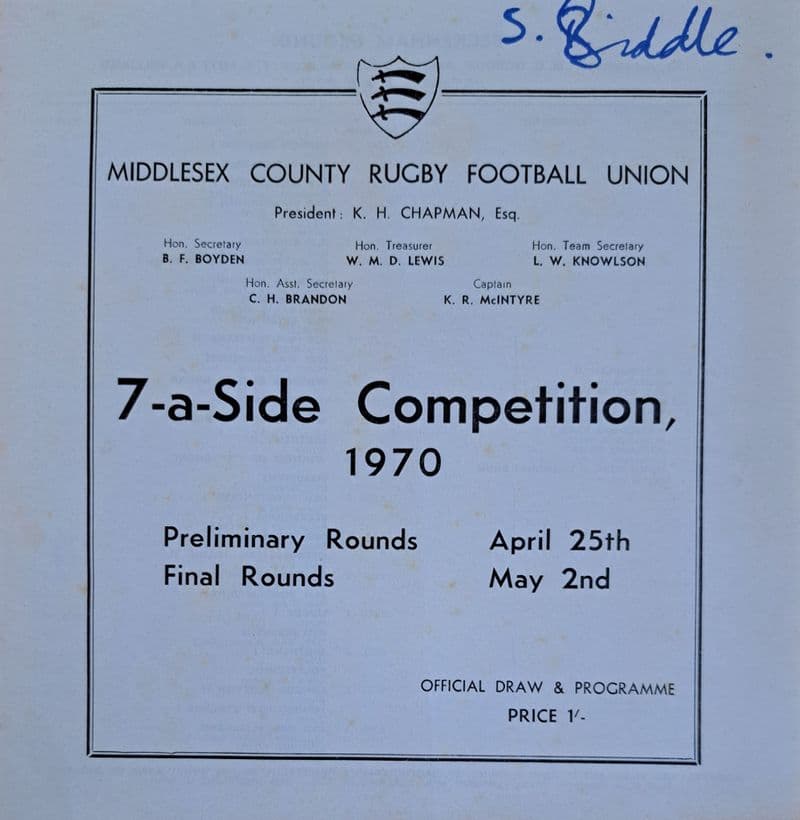 S. Biddle.
MIDDLESEX COUNTY RUGBY FOOTBALL UNION
President: K. H. CHAPMAN, Esq.
Hon. Secretary Hon. Treasurer Hon. Team Secretary
B. F. BOYDEN W. M. D. LEWIS L. W. KNOWLSON
Hon. Asst. Secretary Captain
C. H. BRANDON K. R. McINTYRE
7-a-Side Competition,
1970
Preliminary Rounds April 25th
Final Rounds May 2nd
OFFICIAL DRAW & PROGRAMME
PRICE 1/-